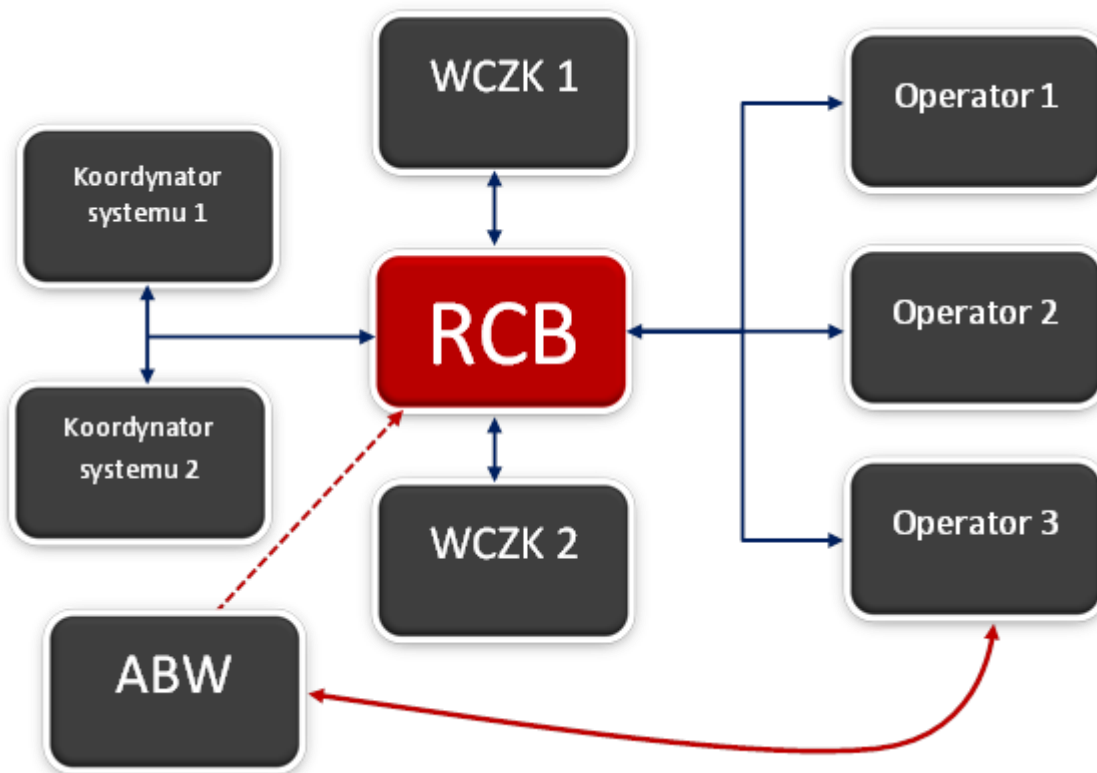 WCZK 1
Operator 1
Koordynator
systemu 1
RCB
Operator 2
Koordynator
systemu 2
WCZK 2
Operator 3
ABW